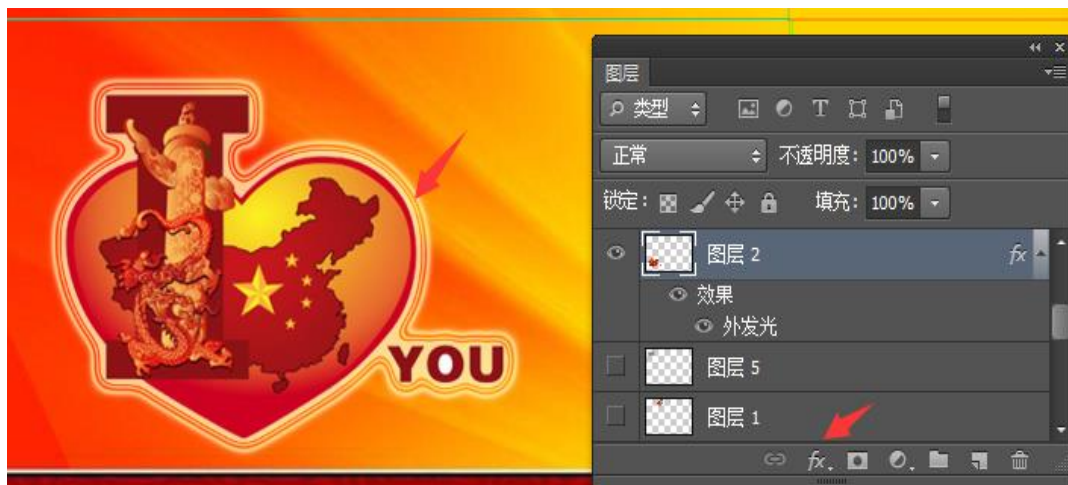 I
YOU
图层
类型
T
正常
不透明度: 100%
锁定:
填充: 100%
图层 2
fx
效果
外发光
图层 5
图层 1
fx.